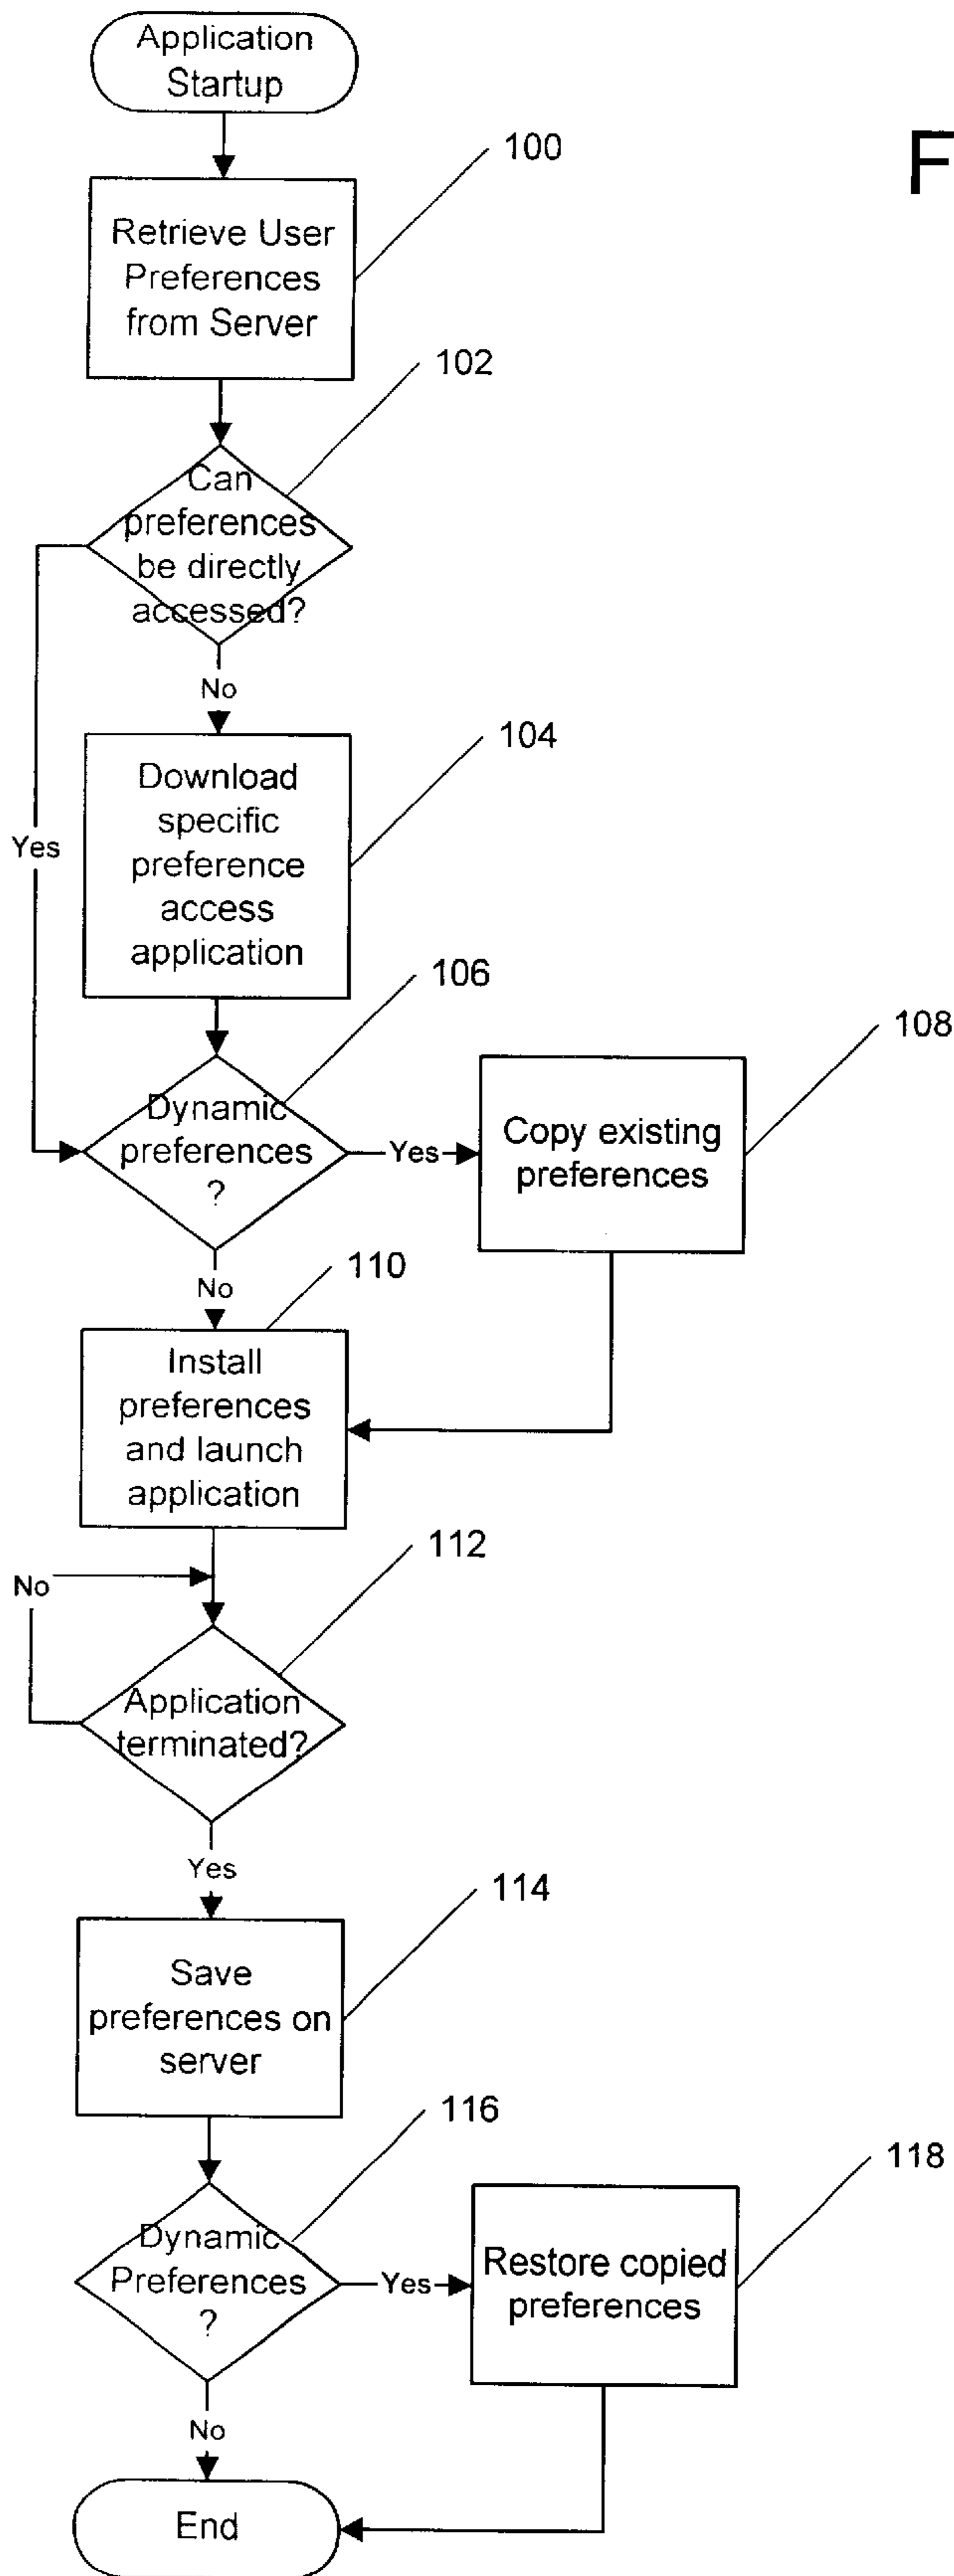 Application
Startup
F
100
Retrieve User
Preferences
from Server
102
Can
preferences
be directly
accessed?
No
104
Download
specific
preference
access
application
Yes
106
108
Dynamic
preferences
?
Yes
Copy existing
preferences
110
No
Install
preferences
and launch
application
112
No
Application
terminated?
Yes
114
Save
preferences on
server
116
118
Dynamic
Preferences
?
Yes
Restore copied
preferences
No
End